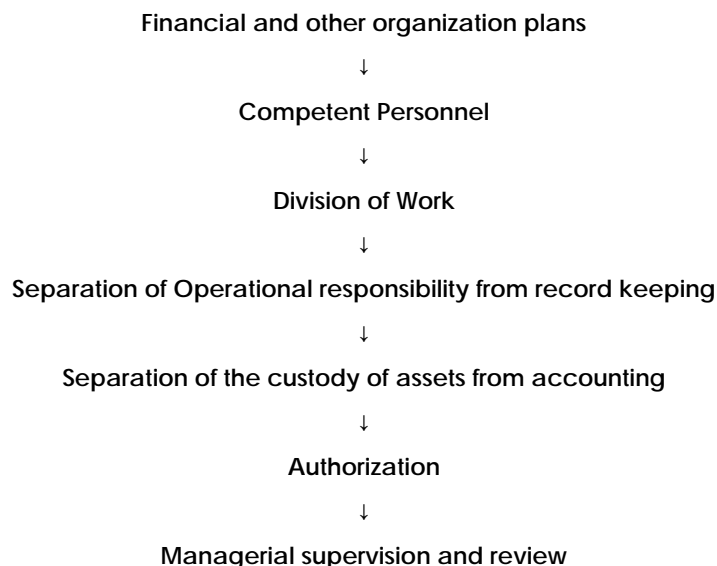 Financial and other organization plans
↓
Competent Personnel
↓
Division of Work
↓
Separation of Operational responsibility from record keeping
↓
Separation of the custody of assets from accounting
↓
Authorization
↓
Managerial supervision and review